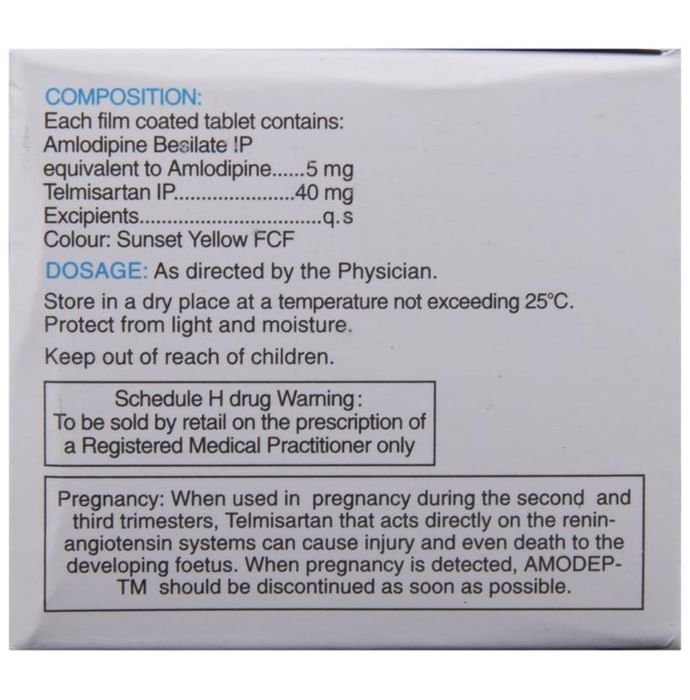 COMPOSITION:
Each film coated tablet contains:
Amlodipine Besilate IP
equivalent to Amlodipine......5 mg
Telmisartan IP......................40 mg
Excipients.................................q.s
Colour: Sunset Yellow FCF
DOSAGE: As directed by the Physician.
Store in a dry place at a temperature not exceeding 25°C.
Protect from light and moisture.
Keep out of reach of children.
Schedule H drug Warning:
To be sold by retail on the prescription of
a Registered Medical Practitioner only
Pregnancy: When used in pregnancy during the second and
third trimesters, Telmisartan that acts directly on the renin-
angiotensin systems can cause injury and even death to the
developing foetus. When pregnancy is detected, AMODEP-
TM should be discontinued as soon as possible.